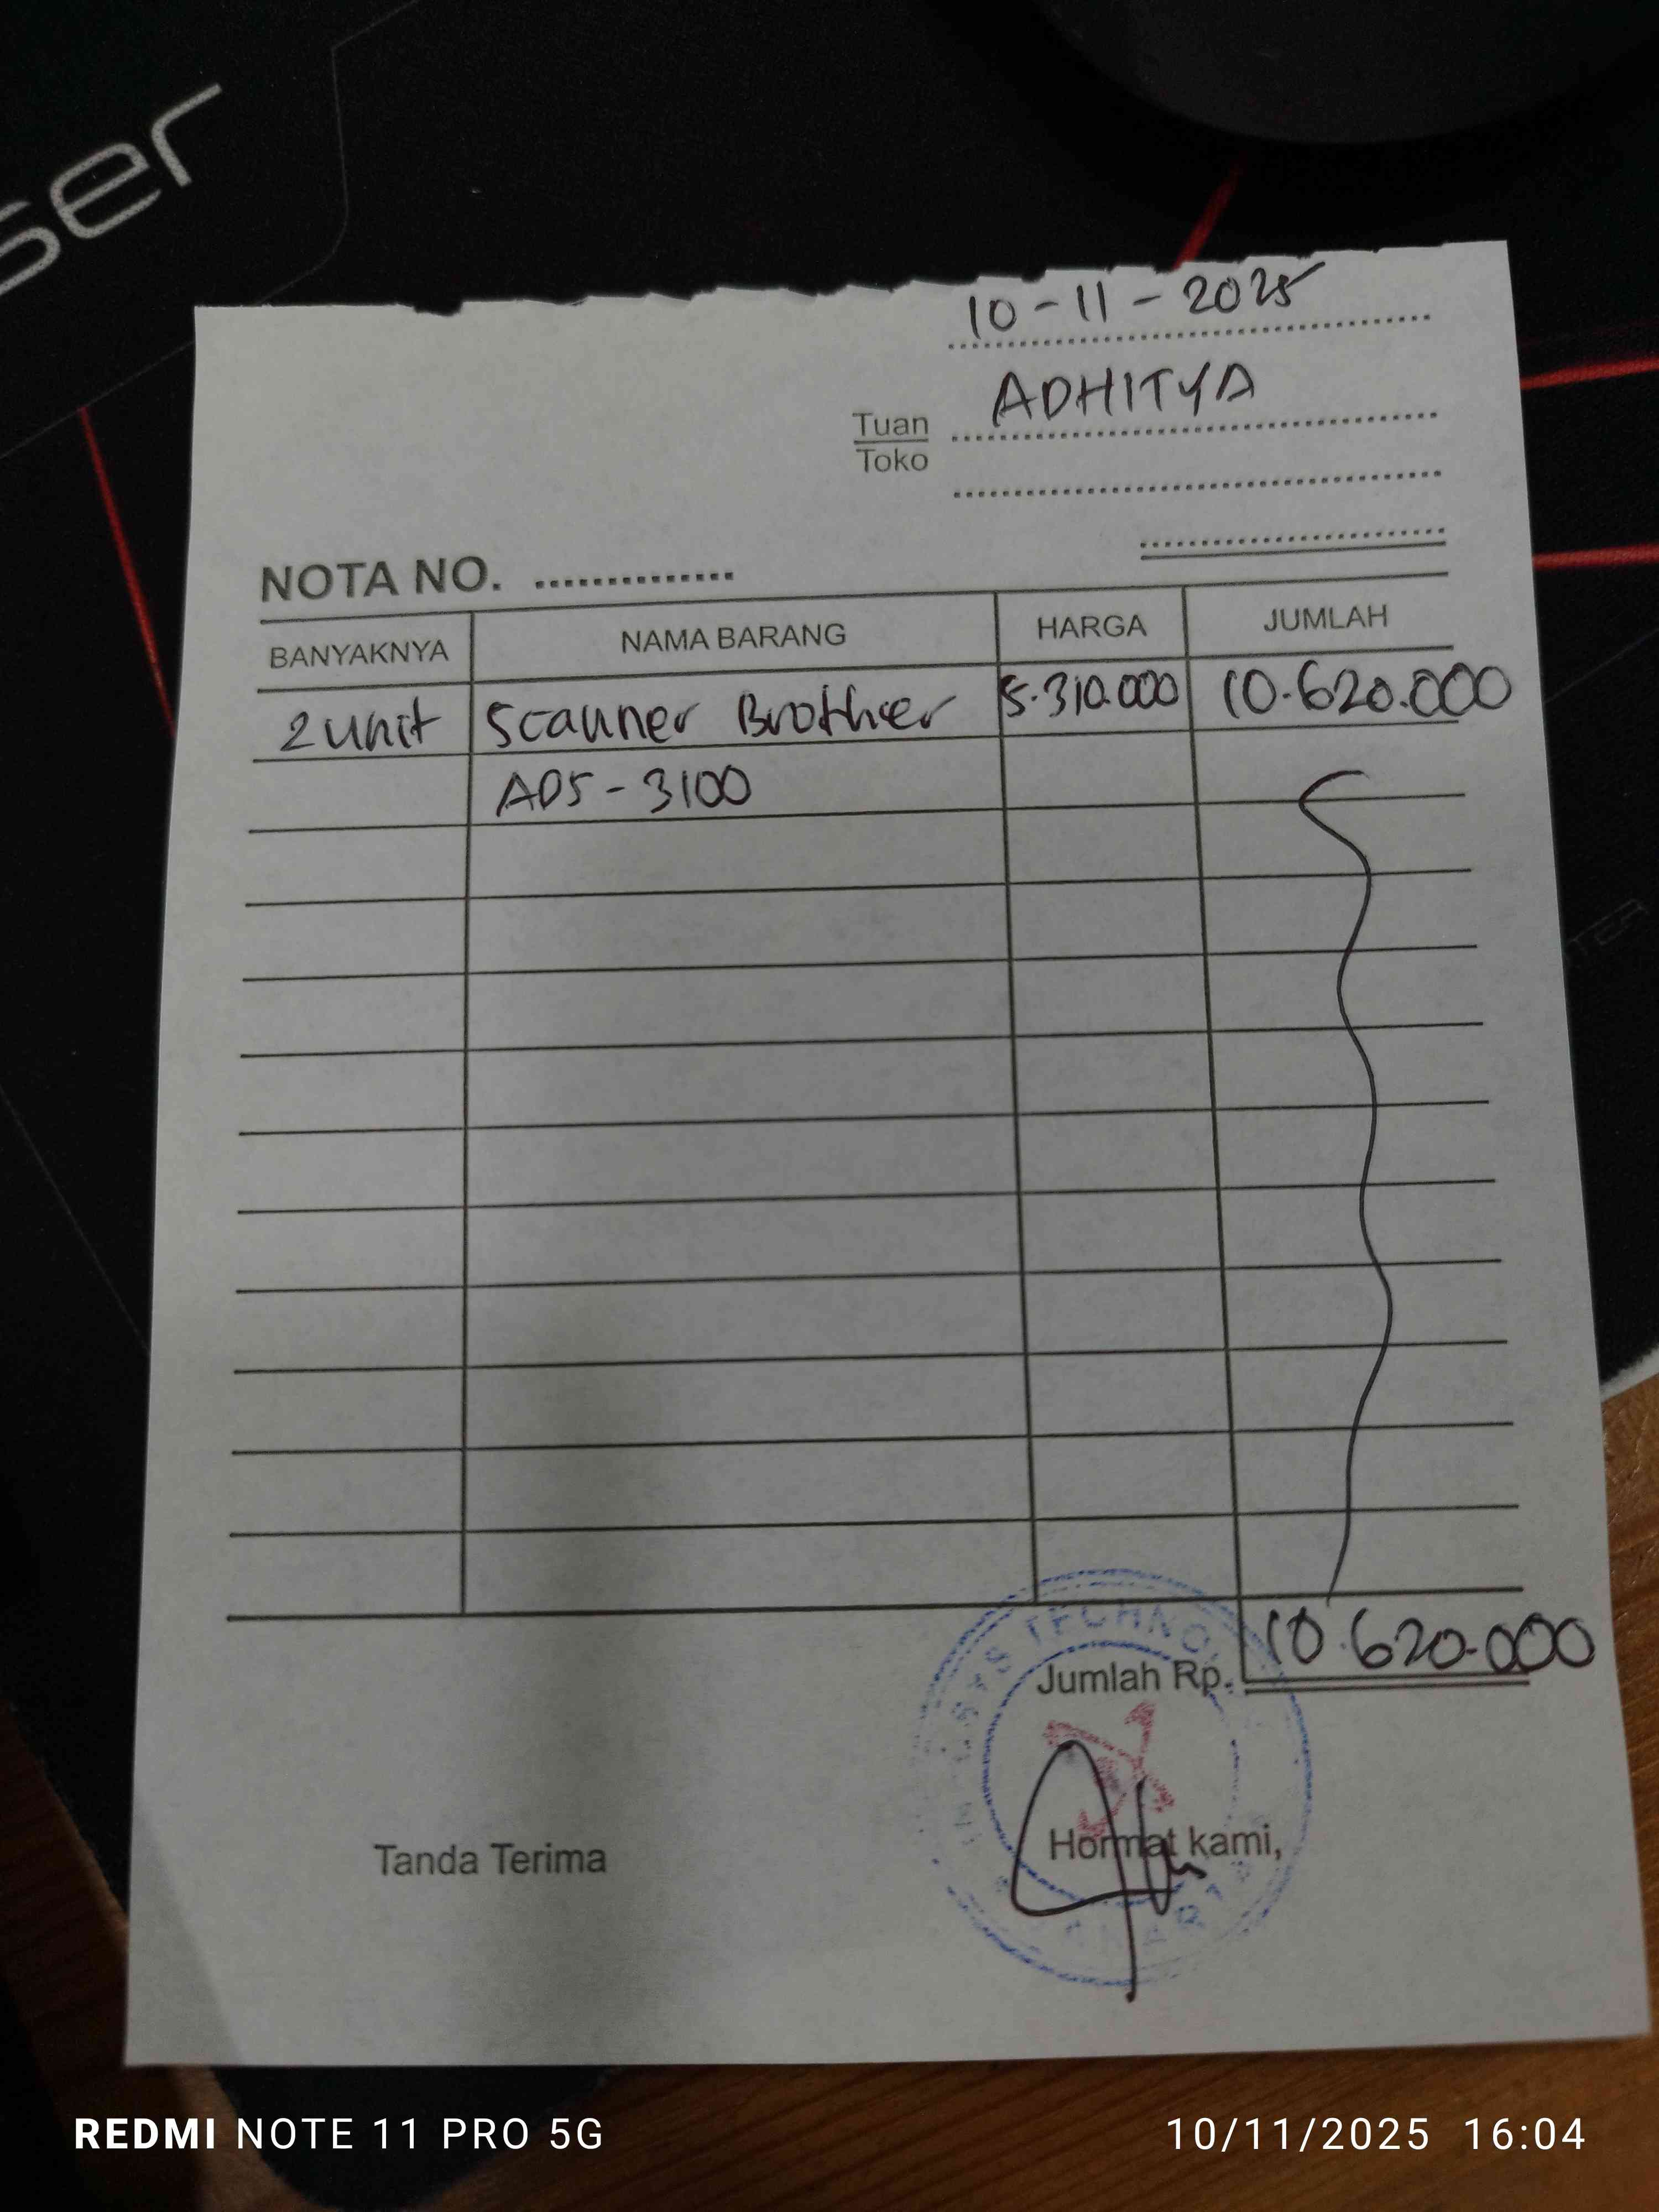 ser
10-11-2025
ADHITYA
Tuan
Toko
NOTA NO. ..............
BANYAKNYA NAMA BARANG HARGA JUMLAH
2 unit Scanner Brother 5.310.000 10.620.000
ADS-3100
Jumlah Rp. 10.620.000
TECHNO
Tanda Terima Hormat kami,
REDMI NOTE 11 PRO 5G 10/11/2025 16:04